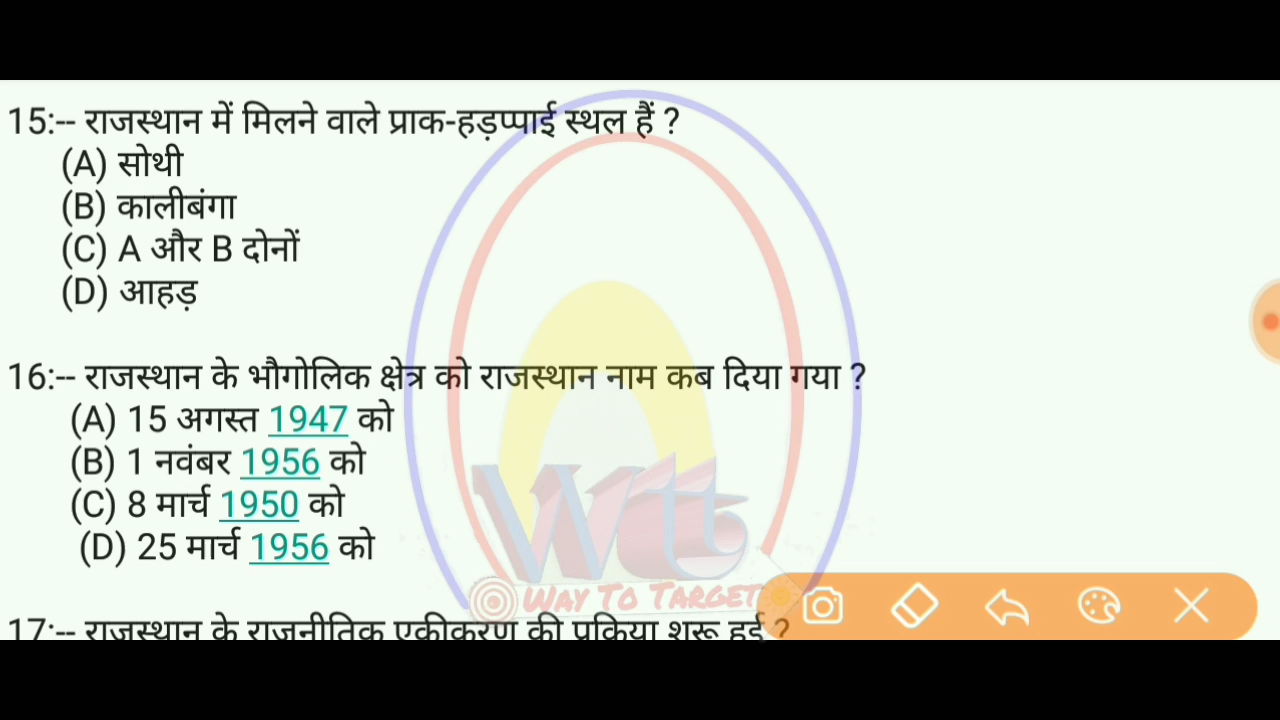 15:-- राजस्थान में मिलने वाले प्राक-हड़प्पाई स्थल हैं ?
(A) सोथी
(B) कालीबंगा
(C) A और B दोनों
(D) आहड़
16:-- राजस्थान के भौगोलिक क्षेत्र को राजस्थान नाम कब दिया गया ?
(A) 15 अगस्त 1947 को
(B) 1 नवंबर 1956 को
(C) 8 मार्च 1950 को
(D) 25 मार्च 1956 को
Wtt
WAY TO TARGET
17:-- राजस्थान के राजनीतिक एकीकरण की प्रक्रिया शुरू हुई ?